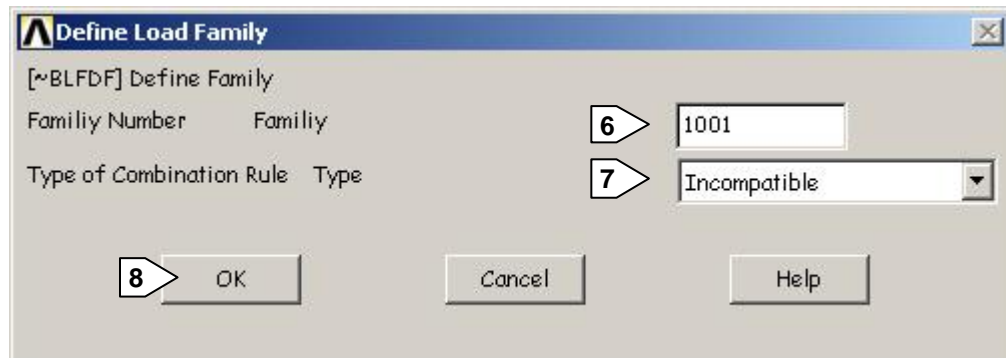 Define Load Family
[~BLFDF] Define Family
Familiy Number Familiy 6 1001
Type of Combination Rule Type 7 Incompatible
8 OK Cancel Help